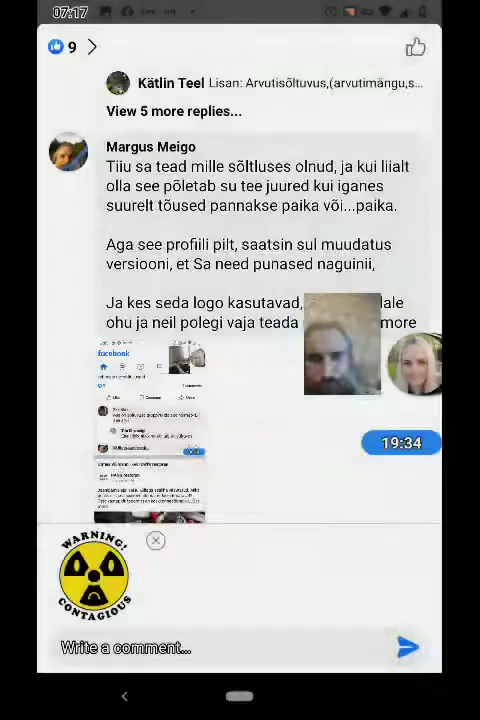 07:17
9
Kätlin Teel Lisan: Arvutisõltuvus,(arvutimängu,s...
View 5 more replies...
Margus Meigo
Tiiu sa tead mille sõltluses olnud, ja kui liialt
olla see põletab su tee juured kui iganes
suurelt tõused pannakse paika või...paika.
Aga see profiili pilt, saatsin sul muudatus
versiooni, et Sa need punased naguinii,
Ja kes seda logo kasutavad, lale
ohu ja neil polegi vaja teada more
facebook
19:34
WARNING!
CONTAGIOUS
Write a comment...